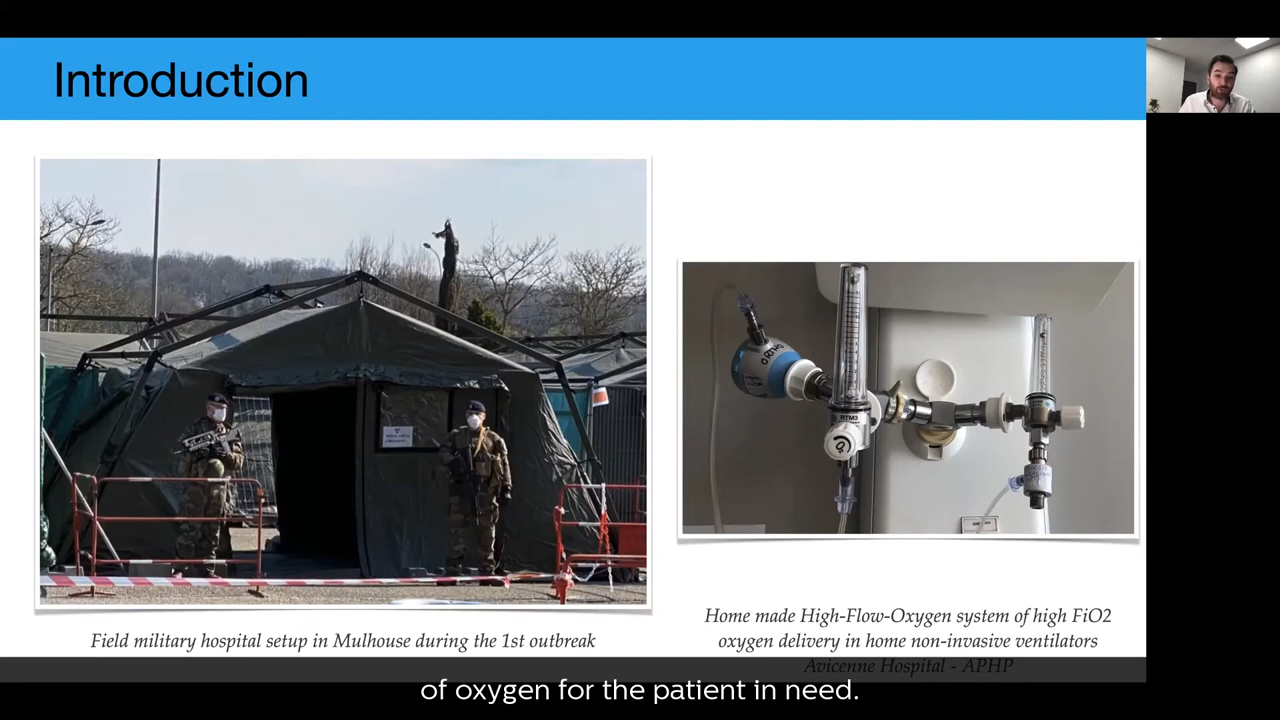 Introduction
RTM3
Field military hospital setup in Mulhouse during the 1st outbreak
Home made High-Flow-Oxygen system of high FiO2
oxygen delivery in home non-invasive ventilators
Avicenne Hospital - APHP
of oxygen for the patient in need.